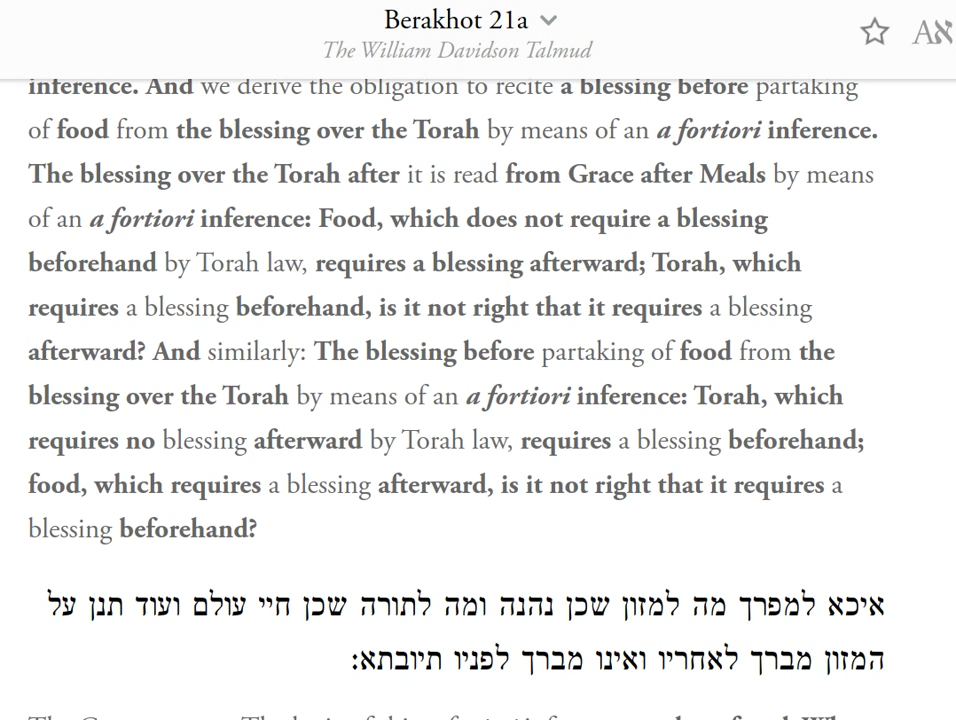 Berakhot 21a
The William Davidson Talmud
Aא
inference. And we derive the obligation to recite a blessing before partaking
of food from the blessing over the Torah by means of an a fortiori inference.
The blessing over the Torah after it is read from Grace after Meals by means
of an a fortiori inference: Food, which does not require a blessing
beforehand by Torah law, requires a blessing afterward; Torah, which
requires a blessing beforehand, is it not right that it requires a blessing
afterward? And similarly: The blessing before partaking of food from the
blessing over the Torah by means of an a fortiori inference: Torah, which
requires no blessing afterward by Torah law, requires a blessing beforehand;
food, which requires a blessing afterward, is it not right that it requires a
blessing beforehand?
איכא למפרך מה למזון שכן נהנה ומה לתורה שכן חיי עולם ועוד תנן על
המזון מברך לאחריו ואינו מברך לפניו תיובתא: